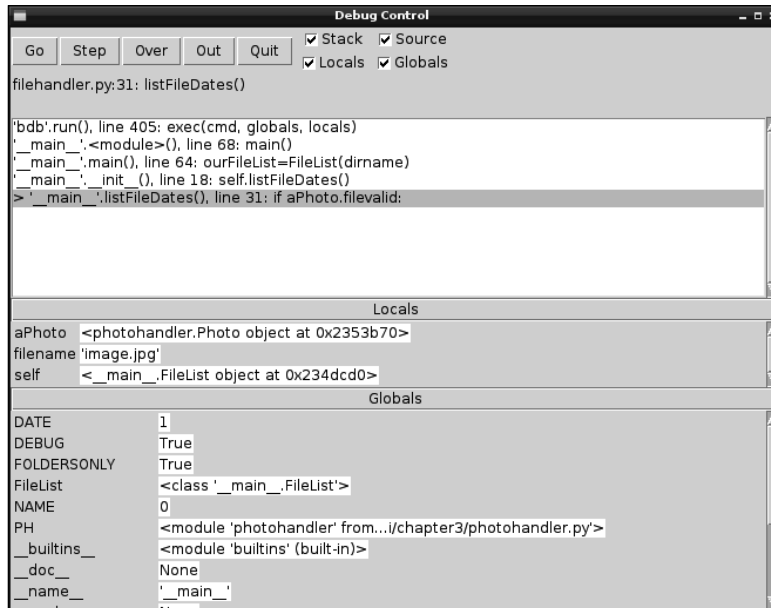 Debug Control
Go Step Over Out Quit Stack Source
Locals Globals
filehandler.py:31: listFileDates()
'bdb'.run(), line 405: exec(cmd, globals, locals)
'__main__'.<module>(), line 68: main()
'__main__'.main(), line 64: ourFileList=FileList(dirname)
'__main__'.__init__(), line 18: self.listFileDates()
> '__main__'.listFileDates(), line 31: if aPhoto.filevalid:
Locals
aPhoto <photohandler.Photo object at 0x2353b70>
filename 'image.jpg'
self <__main__.FileList object at 0x234dcd0>
Globals
DATE 1
DEBUG True
FOLDERSONLY True
FileList <class '__main__.FileList'>
NAME 0
PH <module 'photohandler' from...i/chapter3/photohandler.py'>
__builtins__ <module 'builtins' (built-in)>
__doc__ None
__name__ '__main__'